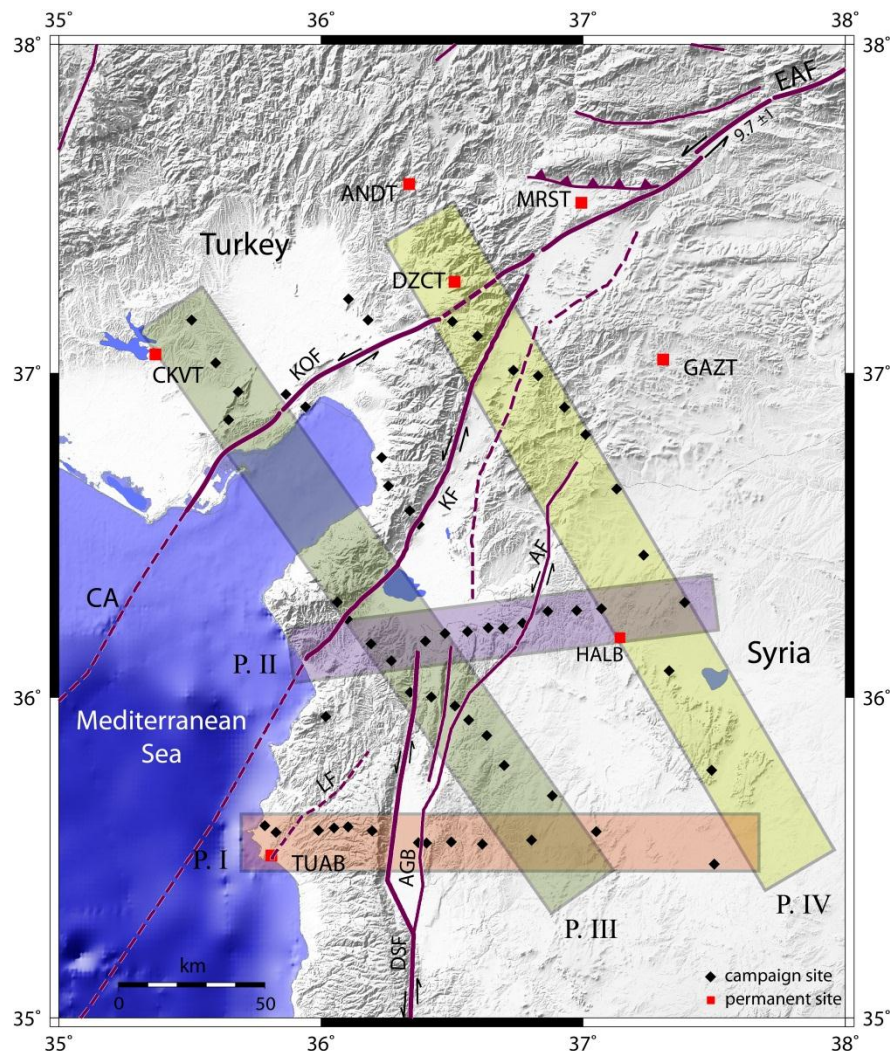 35° 36° 37° 38°
38° 38°
EAF
9.7 ±1
ANDT
MRST
Turkey
DZCT
37° 37°
CKVT
KOF
GAZT
KF
AF
CA
P. II
HALB
Syria
36° 36°
Mediterranean
Sea
LF
P. I
TUAB
AGB
P. III
P. IV
DSF
km
0 50
campaign site
permanent site
35° 35°
35° 36° 37° 38°